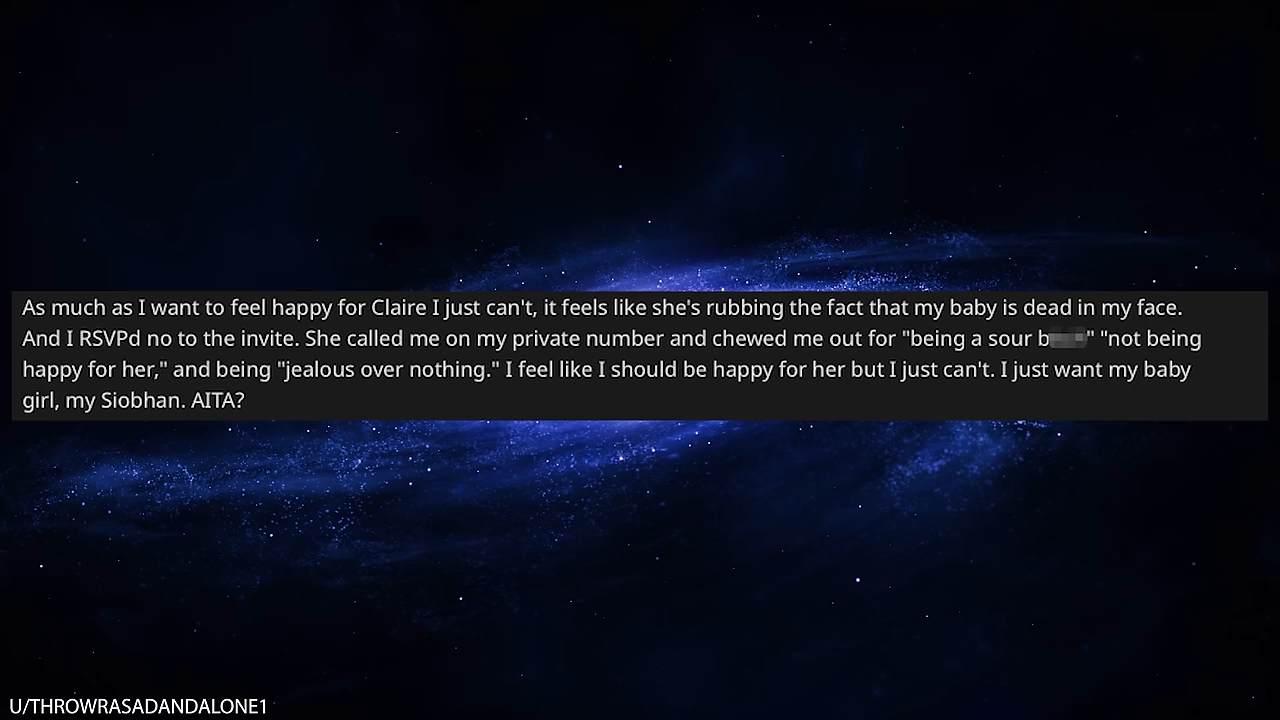 As much as I want to feel happy for Claire I just can't, it feels like she's rubbing the fact that my baby is dead in my face.
And I RSVPd no to the invite. She called me on my private number and chewed me out for "being a sour b" "not being
happy for her," and being "jealous over nothing." I feel like I should be happy for her but I just can't. I just want my baby
girl, my Siobhan. AITA?
U/THROWRASADANDALONE1